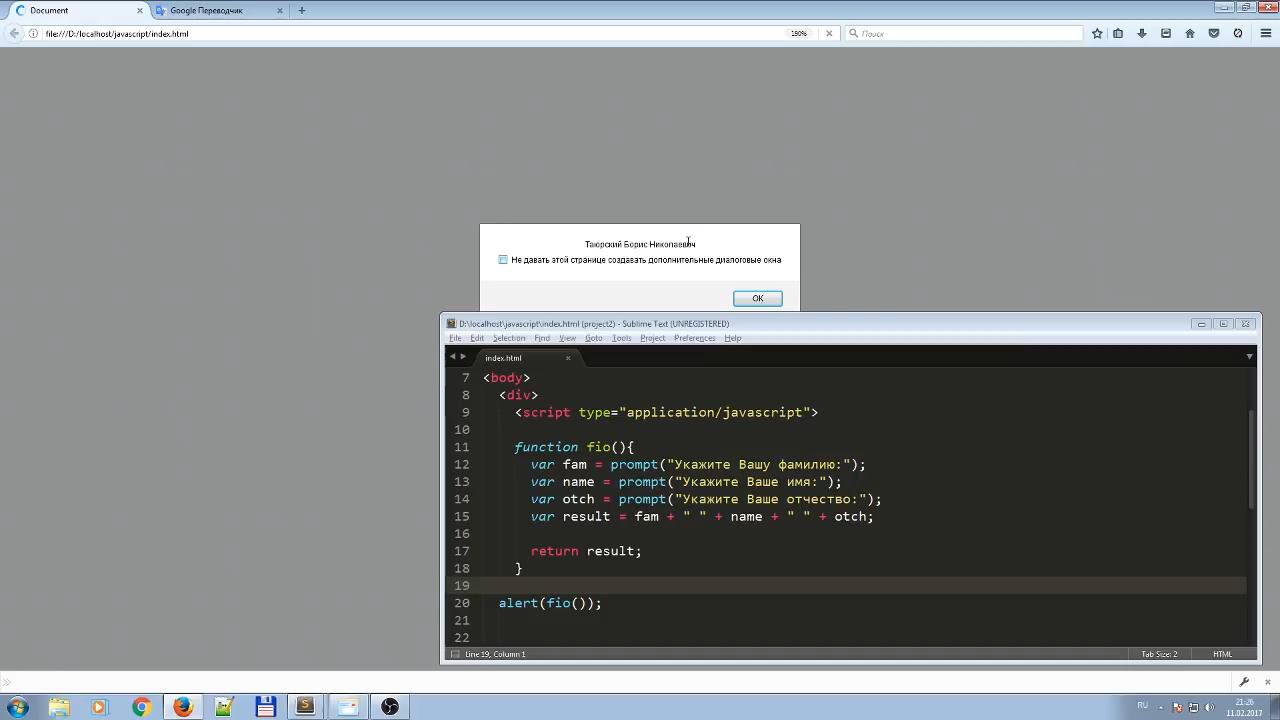 Document
Google Переводчик
file:///D:/localhost/javascript/index.html
190%
Поиск
Таюрский Борис Николаевич
Не давать этой странице создавать дополнительные диалоговые окна
OK
D:\localhost\javascript\index.html (project2) - Sublime Text (UNREGISTERED)
File Edit Selection Find View Goto Tools Project Preferences Help
index.html
7 <body>
8 <div>
9 <script type="application/javascript">
10
11 function fio(){
12 var fam = prompt("Укажите Вашу фамилию:");
13 var name = prompt("Укажите Ваше имя:");
14 var otch = prompt("Укажите Ваше отчество:");
15 var result = fam + " " + name + " " + otch;
16
17 return result;
18 }
19
20 alert(fio());
21
22
Line 19, Column 1
Tab Size: 2
HTML
RU
21:26
11.02.2017